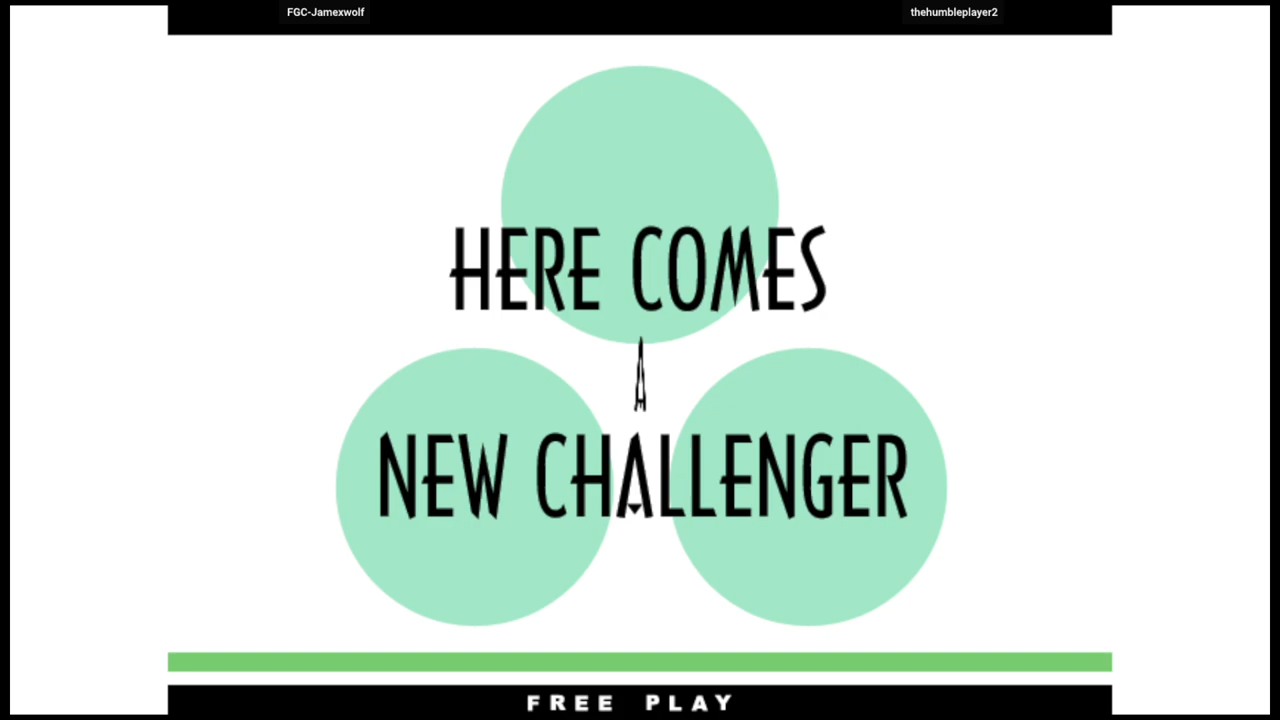 FGC-Jamexwolf
thehumbleplayer2
HERE COMES
A
NEW CHALLENGER
FREE PLAY